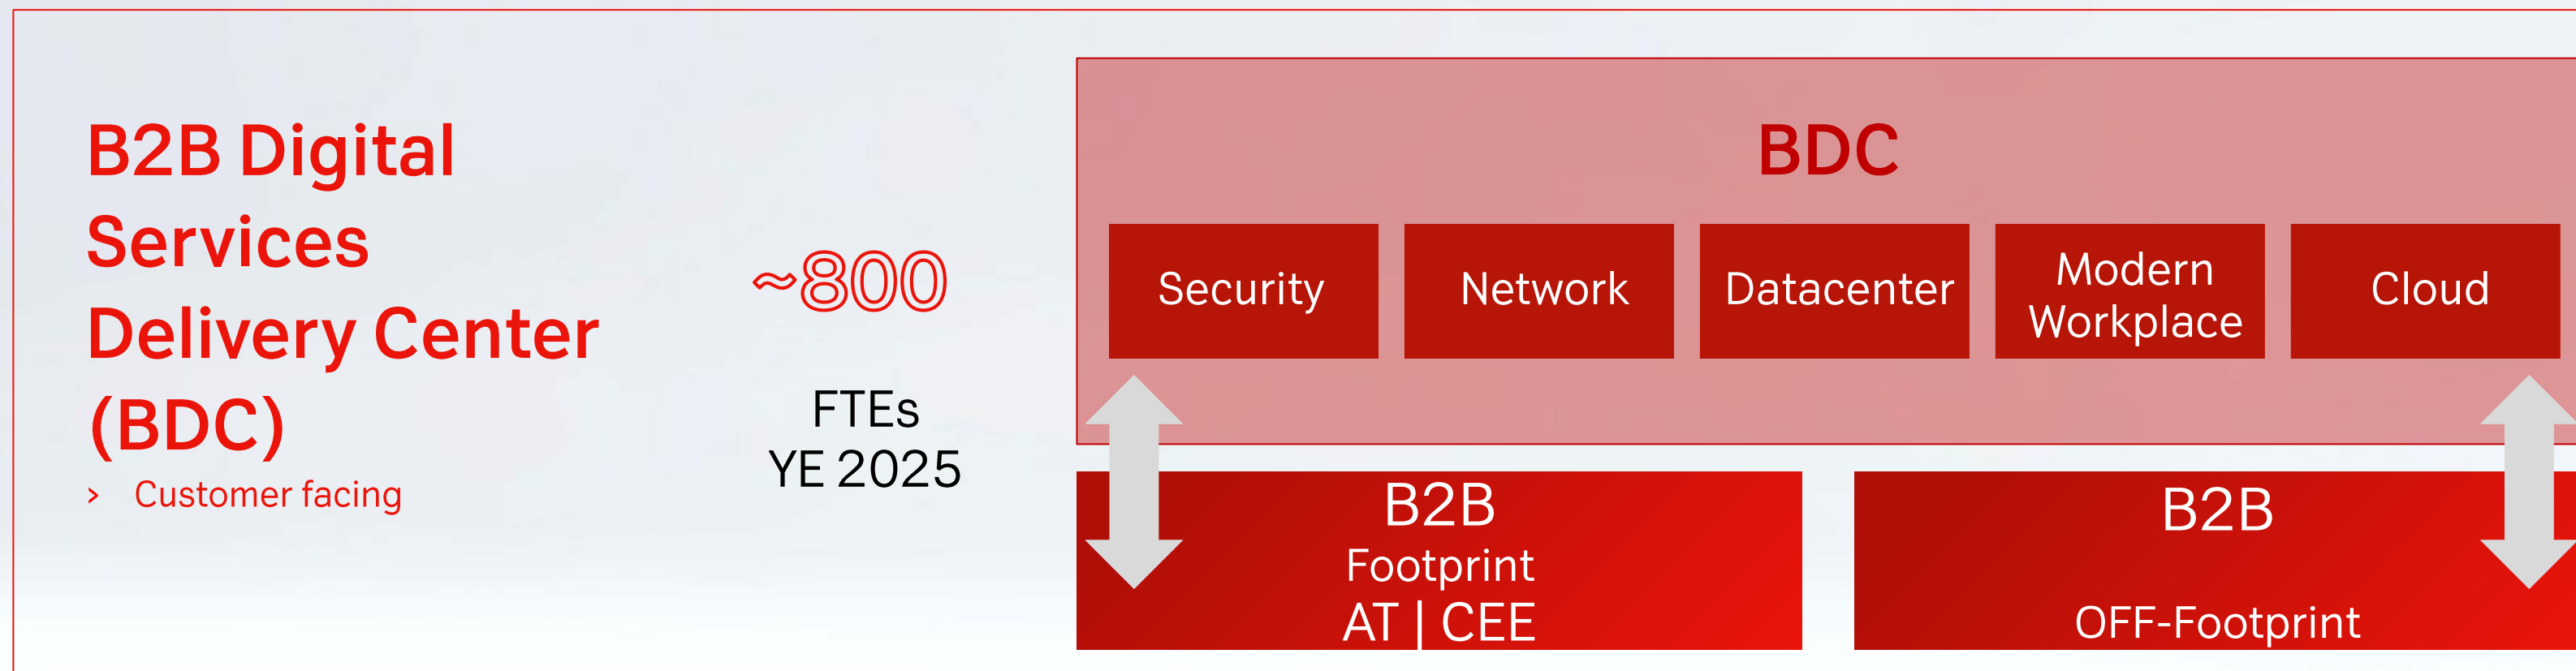 B2B Digital
Services
Delivery Center
(BDC)
› Customer facing
~800
FTEs
YE 2025
BDC
Security
Network
Datacenter
Modern
Workplace
Cloud
B2B
Footprint
AT | CEE
B2B
OFF-Footprint